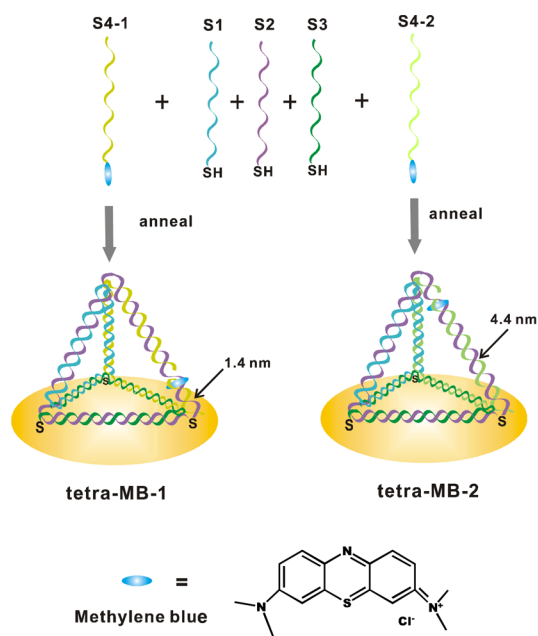 S4-1 S1 S2 S3 S4-2
+ + + +
SH SH SH
anneal anneal
1.4 nm 4.4 nm
S S S S S S
tetra-MB-1 tetra-MB-2
= N
Methylene blue N S Cl- N+